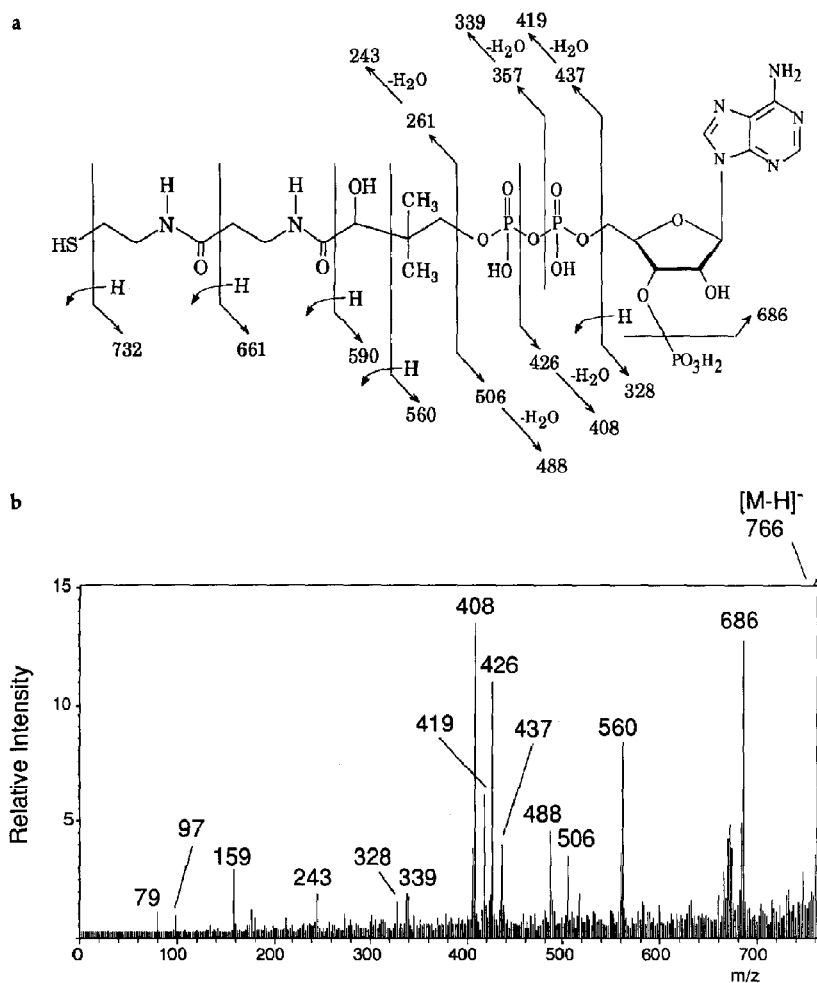 a
339
419
-H₂O
-H₂O
243
357
437
-H₂O
261
NH₂
N
N
N
N
H
H
OH
CH₃
O
O
O
HS
N
N
O
P
O
P
O
O
O
O
CH₃
HO
OH
OH
O
H
H
H
H
H
PO₃H₂
686
732
661
590
560
506
-H₂O
488
426
-H₂O
408
328
b
[M-H]⁻
766
15
10
5
0
Relative Intensity
408
686
426
419
437
560
488
506
97
159
79
243
328
339
0
100
200
300
400
500
600
700
m/z